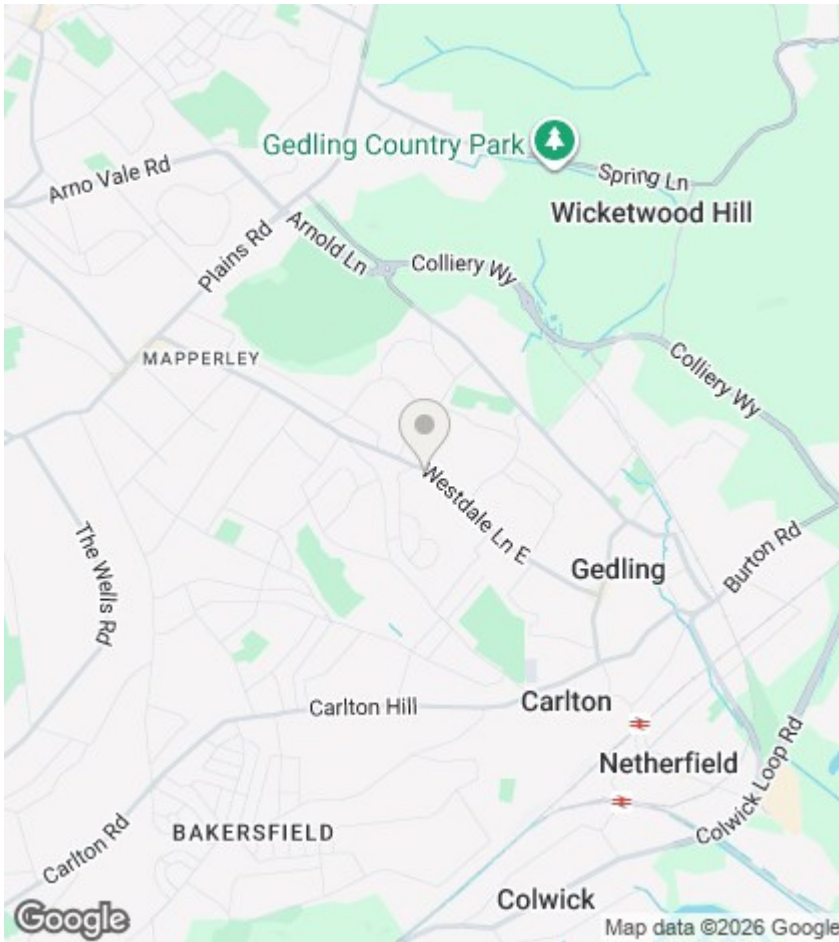 Gedling Country Park
Arno Vale Rd
Spring Ln
Wicketwood Hill
Plains Rd
Arnold Ln
Colliery Wy
MAPPERLEY
Colliery Wy
Westdale Ln E
The Wells Rd
Burton Rd
Gedling
Carlton Hill
Carlton
Netherfield
Colwick Loop Rd
BAKERSFIELD
Carlton Rd
Colwick
Google
Map data ©2026 Google